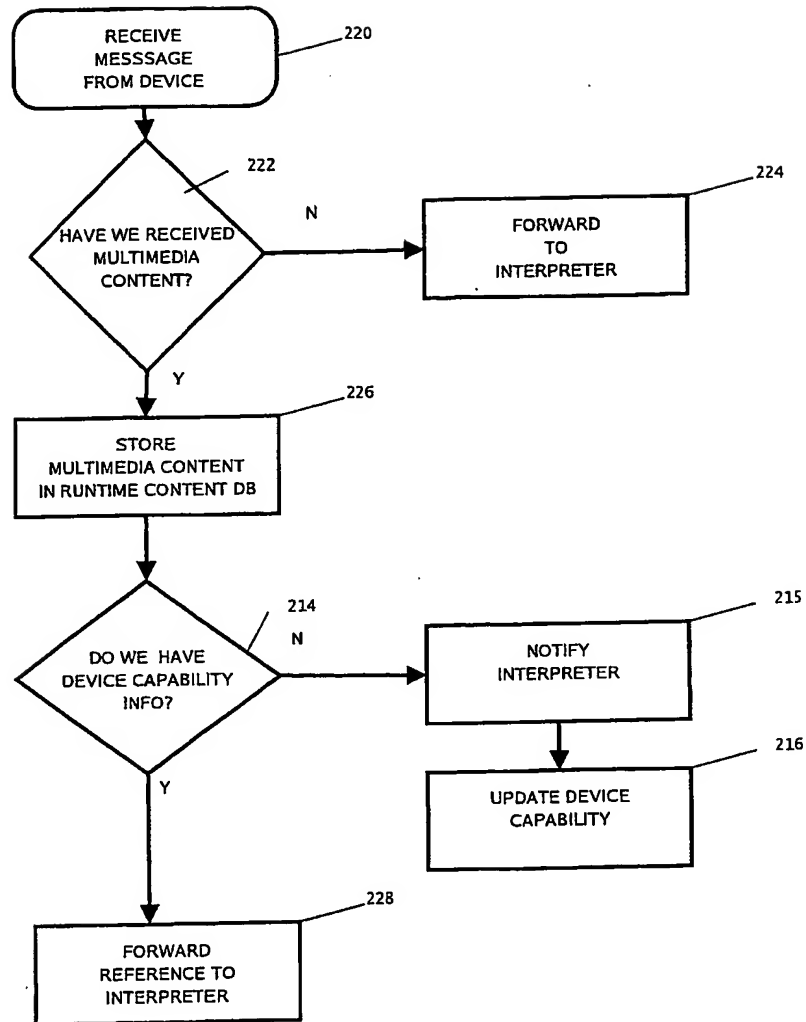 RECEIVE
MESSSAGE
FROM DEVICE
220
222
HAVE WE RECEIVED
MULTIMEDIA
CONTENT?
N
224
FORWARD
TO
INTERPRETER
Y
226
STORE
MULTIMEDIA CONTENT
IN RUNTIME CONTENT DB
214
DO WE HAVE
DEVICE CAPABILITY
INFO?
N
215
NOTIFY
INTERPRETER
216
UPDATE DEVICE
CAPABILITY
Y
228
FORWARD
REFERENCE TO
INTERPRETER